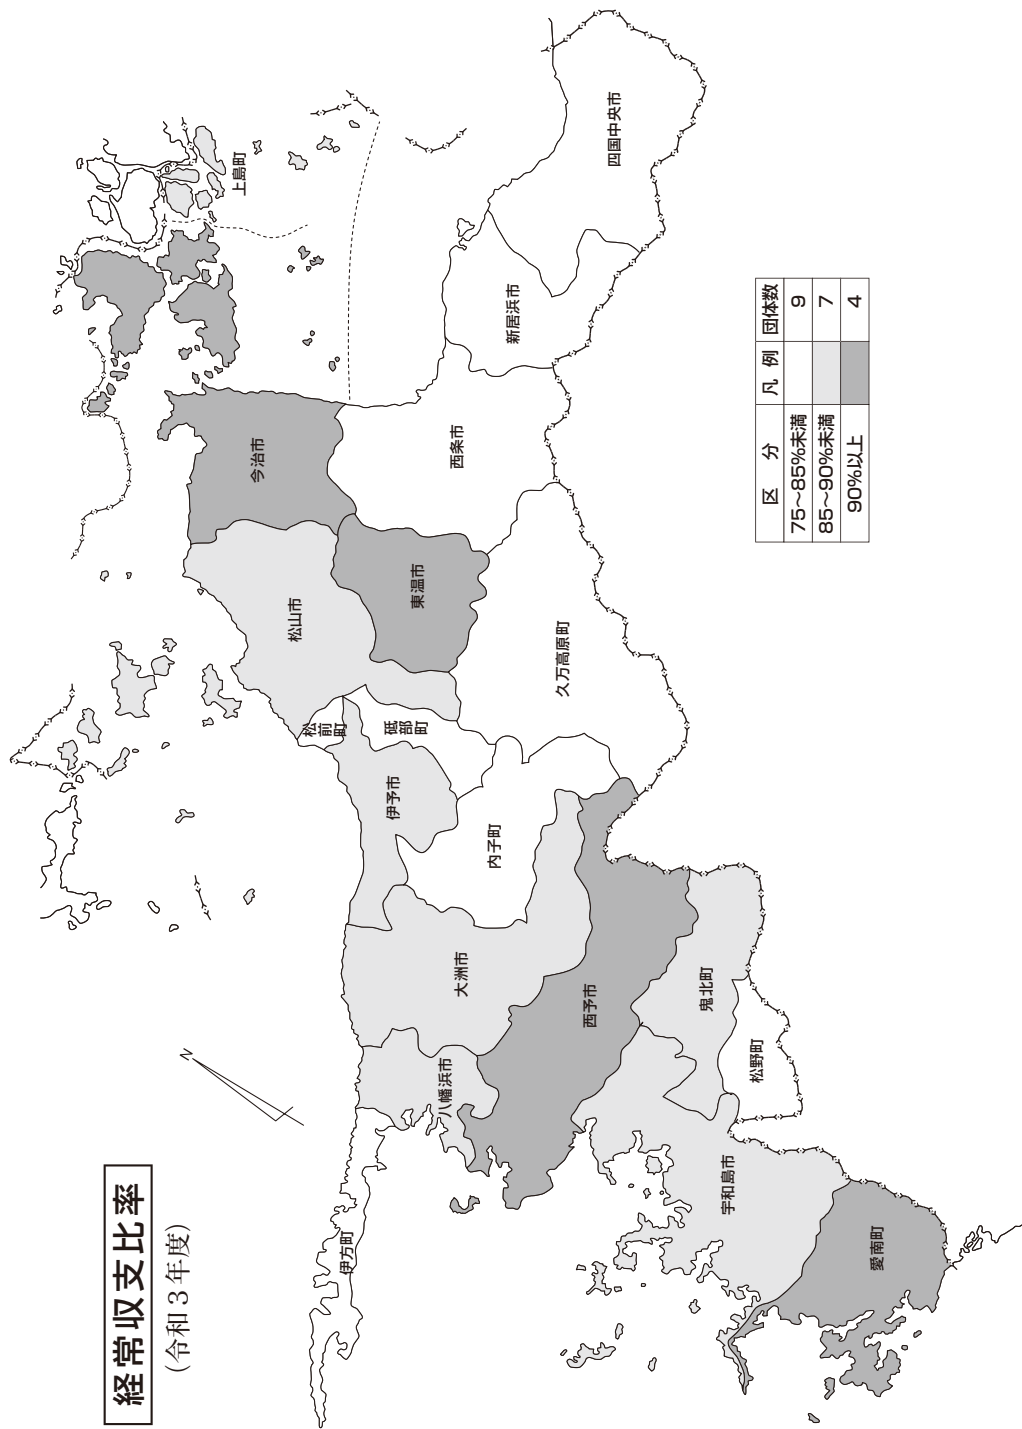 経常収支比率
(令和3年度)
区 分 凡 例 団体数
75~85%未満 9
85~90%未満 7
90%以上 4
N
上島町
四国中央市
新居浜市
西条市
今治市
東温市
松山市
久万高原町
松前町
砥部町
伊予市
内子町
大洲市
西予市
鬼北町
松野町
八幡浜市
伊方町
宇和島市
愛南町